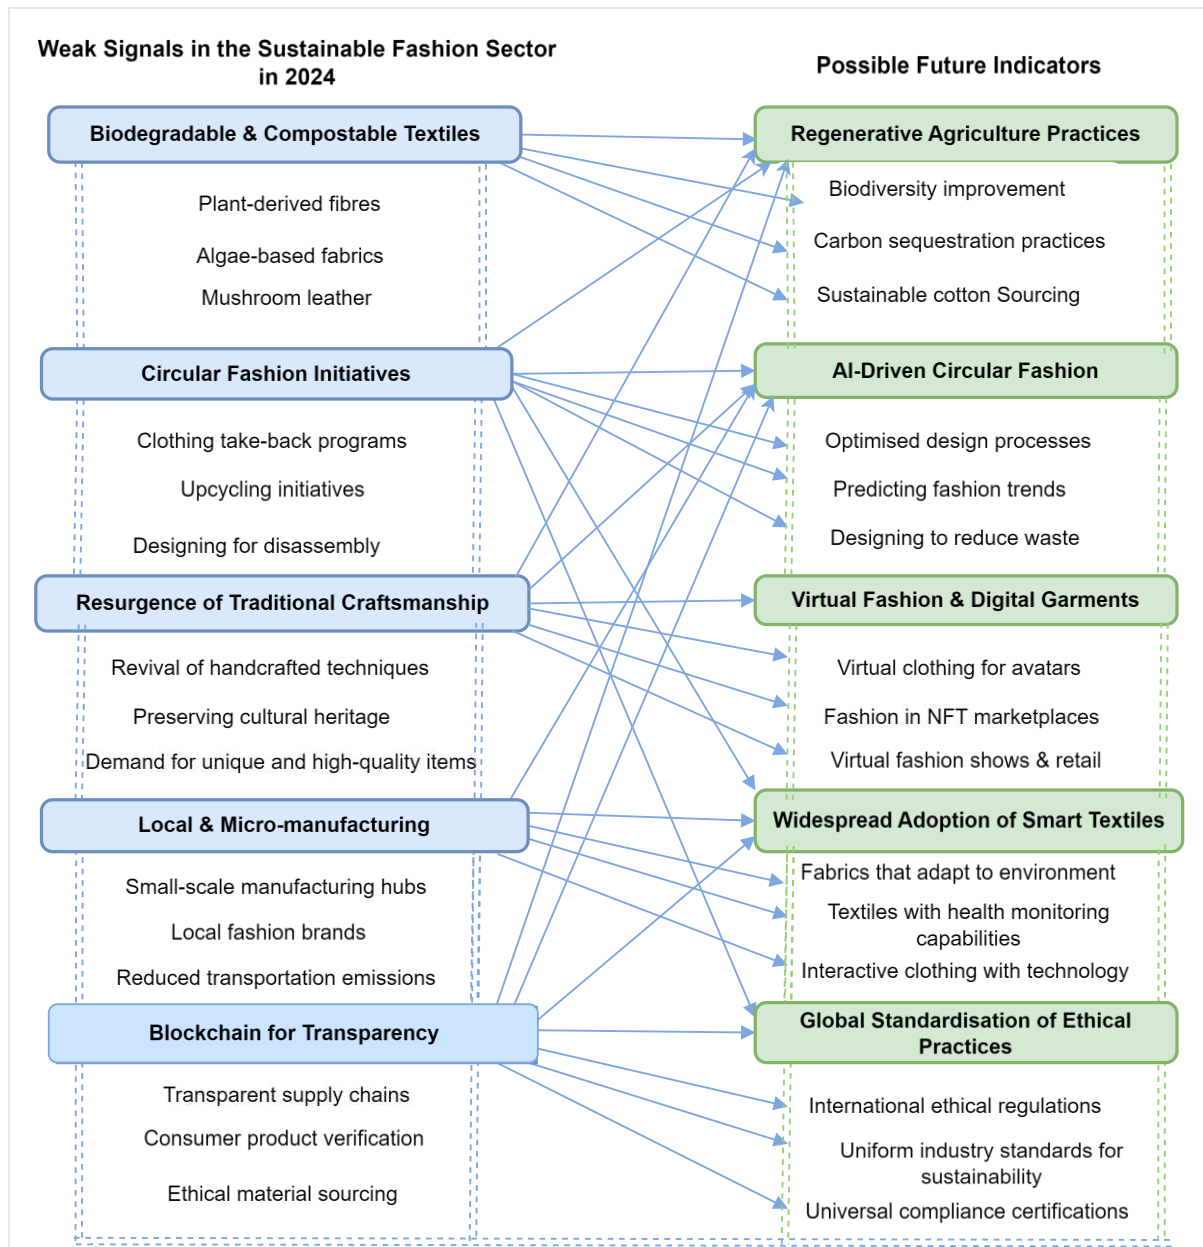 Weak Signals in the Sustainable Fashion Sector
in 2024
Biodegradable & Compostable Textiles
Plant-derived fibres
Algae-based fabrics
Mushroom leather
Circular Fashion Initiatives
Clothing take-back programs
Upcycling initiatives
Designing for disassembly
Resurgence of Traditional Craftsmanship
Revival of handcrafted techniques
Preserving cultural heritage
Demand for unique and high-quality items
Local & Micro-manufacturing
Small-scale manufacturing hubs
Local fashion brands
Reduced transportation emissions
Blockchain for Transparency
Transparent supply chains
Consumer product verification
Ethical material sourcing
Possible Future Indicators
Regenerative Agriculture Practices
Biodiversity improvement
Carbon sequestration practices
Sustainable cotton Sourcing
AI-Driven Circular Fashion
Optimised design processes
Predicting fashion trends
Designing to reduce waste
Virtual Fashion & Digital Garments
Virtual clothing for avatars
Fashion in NFT marketplaces
Virtual fashion shows & retail
Widespread Adoption of Smart Textiles
Fabrics that adapt to environment
Textiles with health monitoring
capabilities
Interactive clothing with technology
Global Standardisation of Ethical
Practices
International ethical regulations
Uniform industry standards for
sustainability
Universal compliance certifications